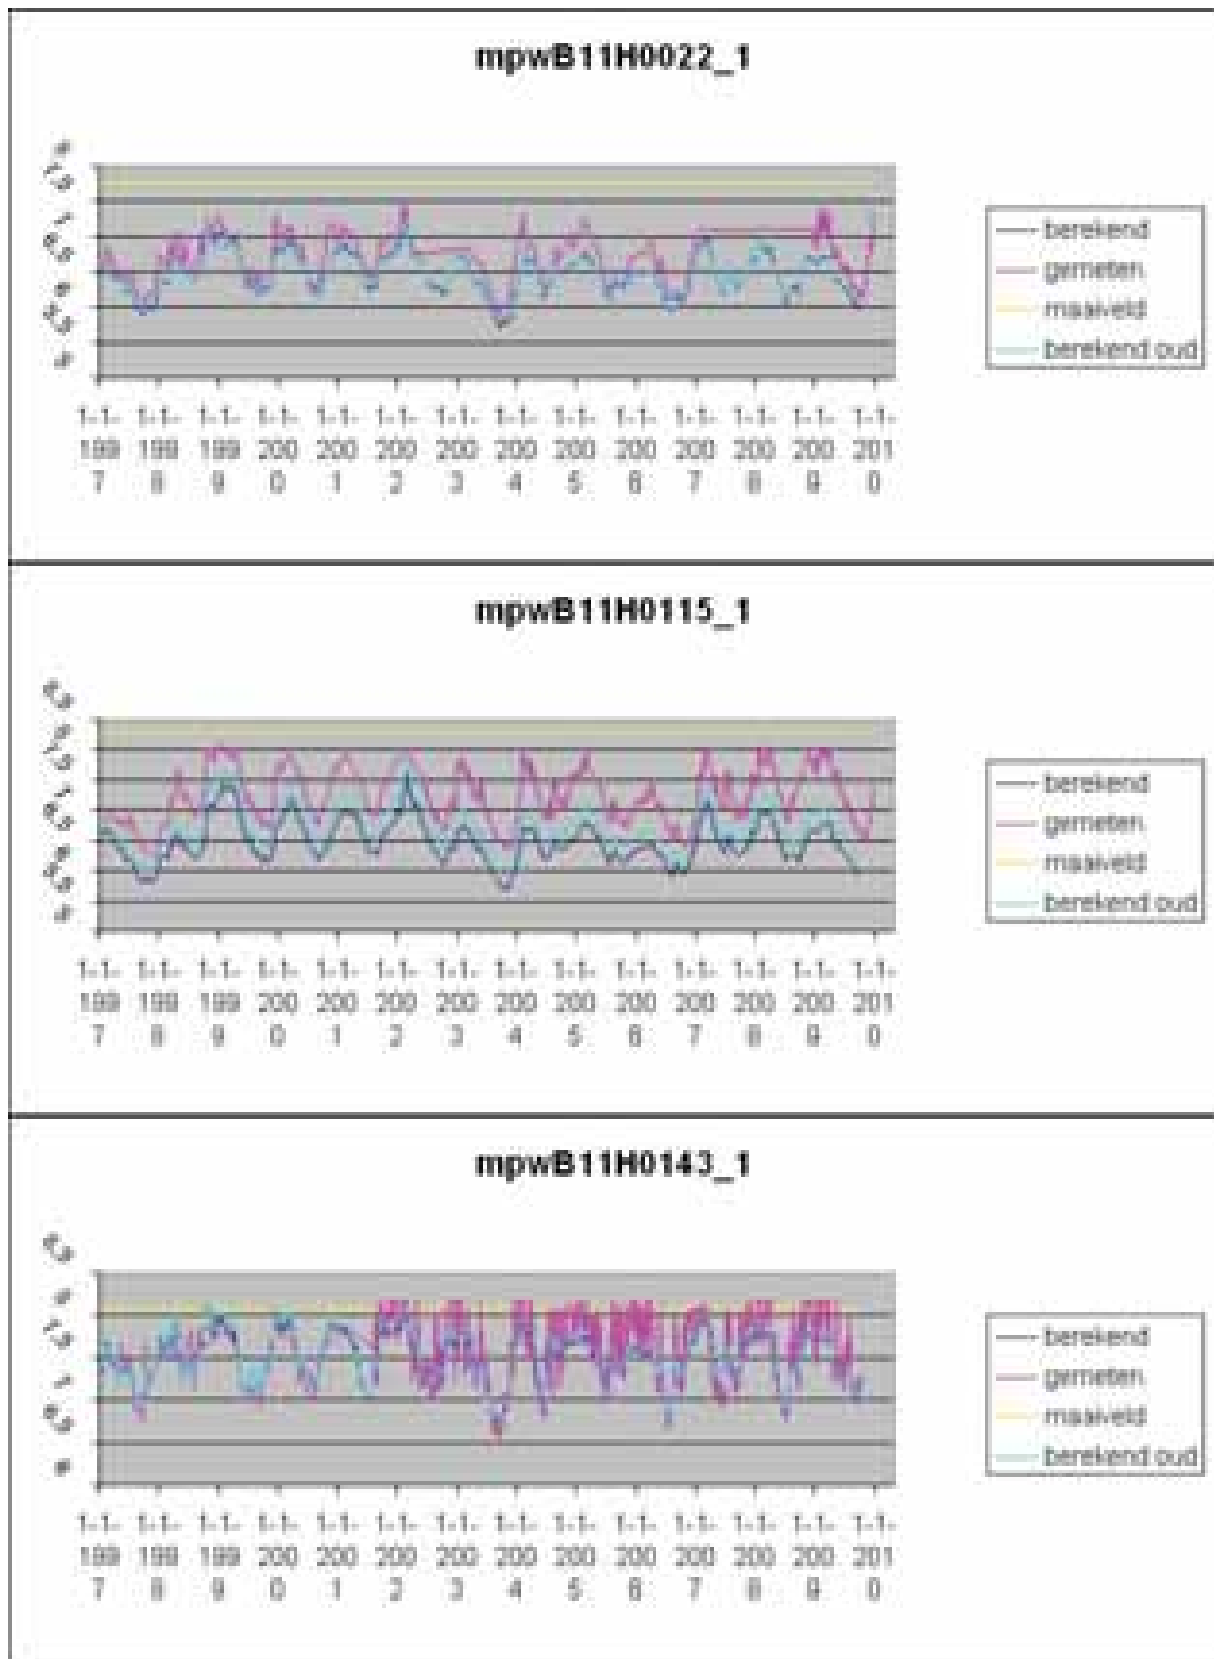 mpwB11H0022_1
berekend
gemeten
maaiveld
berekend oud
1-1- 1-1- 1-1- 1-1- 1-1- 1-1- 1-1- 1-1- 1-1- 1-1- 1-1- 1-1- 1-1- 1-1-
199 199 199 200 200 200 200 200 200 200 200 200 200 201
7 8 9 0 1 2 3 4 5 6 7 8 9 0
mpwB11H0115_1
berekend
gemeten
maaiveld
berekend oud
1-1- 1-1- 1-1- 1-1- 1-1- 1-1- 1-1- 1-1- 1-1- 1-1- 1-1- 1-1- 1-1- 1-1-
199 199 199 200 200 200 200 200 200 200 200 200 200 201
7 8 9 0 1 2 3 4 5 6 7 8 9 0
mpwB11H0143_1
berekend
gemeten
maaiveld
berekend oud
1-1- 1-1- 1-1- 1-1- 1-1- 1-1- 1-1- 1-1- 1-1- 1-1- 1-1- 1-1- 1-1- 1-1-
199 199 199 200 200 200 200 200 200 200 200 200 200 201
7 8 9 0 1 2 3 4 5 6 7 8 9 0